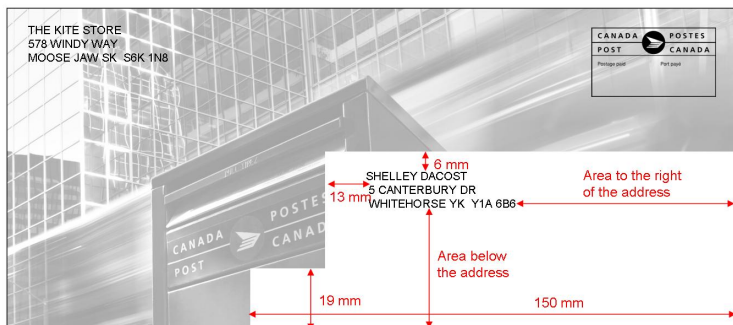 THE KITE STORE
578 WINDY WAY
MOOSE JAW SK  S6K 1N8
CANADA POSTES
POST CANADA
Postage paid Port payé
6 mm
SHELLEY DACOST
5 CANTERBURY DR
WHITEHORSE YK  Y1A 6B6
13 mm
Area to the right
of the address
CANADA POSTES
POST CANAD
Area below
the address
19 mm
150 mm